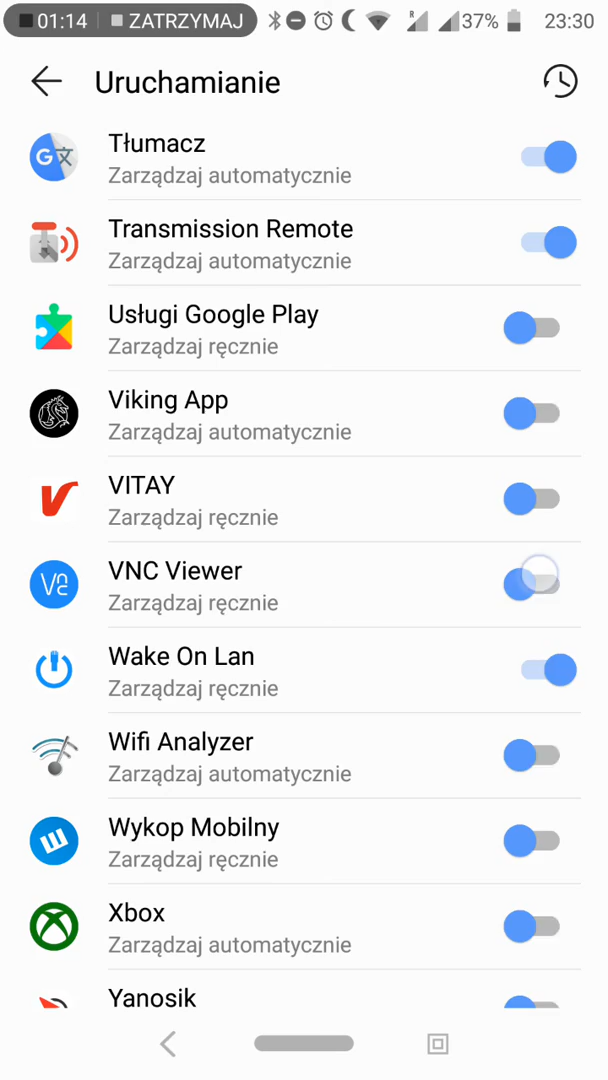 01:14 ZATRZYMAJ R 37% 23:30
Uruchamianie
G文
Tłumacz
Zarządzaj automatycznie
Transmission Remote
Zarządzaj automatycznie
Usługi Google Play
Zarządzaj ręcznie
Viking App
Zarządzaj automatycznie
VITAY
Zarządzaj ręcznie
VNC Viewer
Zarządzaj ręcznie
Wake On Lan
Zarządzaj ręcznie
Wifi Analyzer
Zarządzaj automatycznie
Wykop Mobilny
Zarządzaj ręcznie
Xbox
Zarządzaj automatycznie
Yanosik